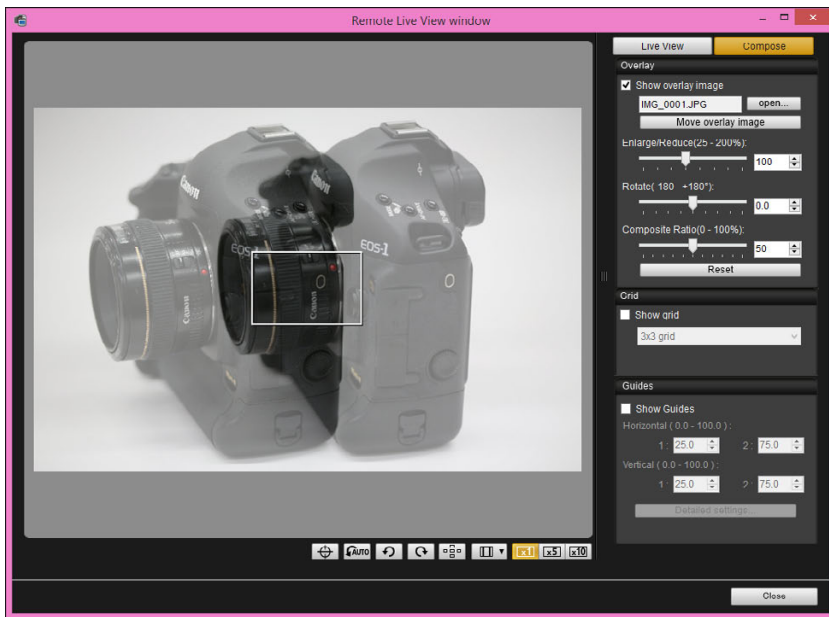 Remote Live View window
Live View
Compose
Overlay
Show overlay image
IMG_0001.JPG
open...
Move overlay image
Enlarge/Reduce(25 - 200%):
100
Rotate(-180 - +180°):
0.0
Composite Ratio(0 - 100%):
50
Reset
Grid
Show grid
3x3 grid
Guides
Show Guides
Horizontal ( 0.0 - 100.0 ) :
1: 25.0 2: 75.0
Vertical ( 0.0 - 100.0 ) :
1: 25.0 2: 75.0
Detailed settings...
Canon
Canon
EOS-1
EOS-1
Canon
Canon
AUTO
x1 x5 x10
Close